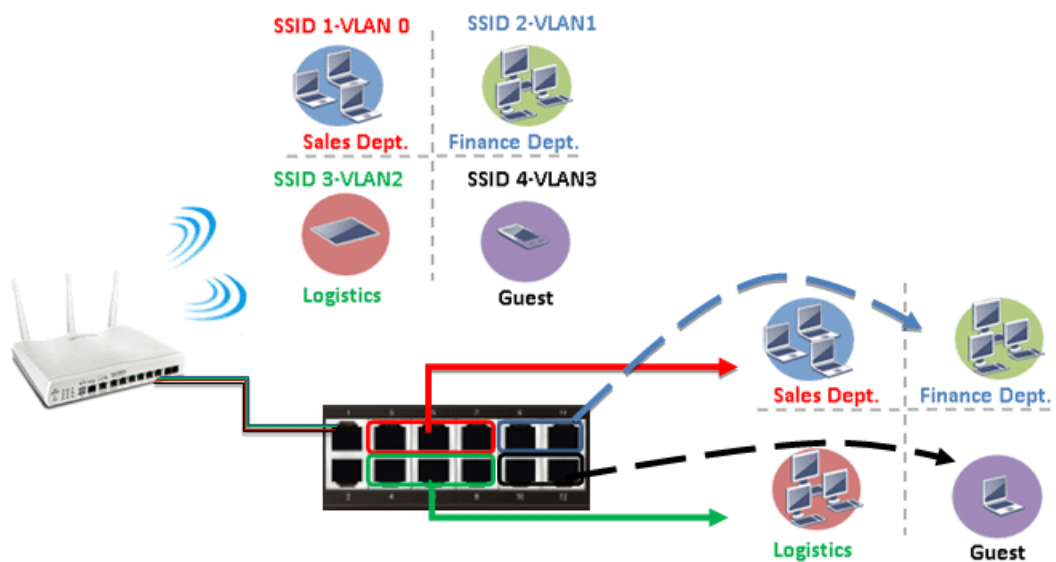 SSID 1-VLAN 0
SSID 2-VLAN1
Sales Dept.
Finance Dept.
SSID 3-VLAN2
SSID 4-VLAN3
Logistics
Guest
Sales Dept.
Finance Dept.
Logistics
Guest